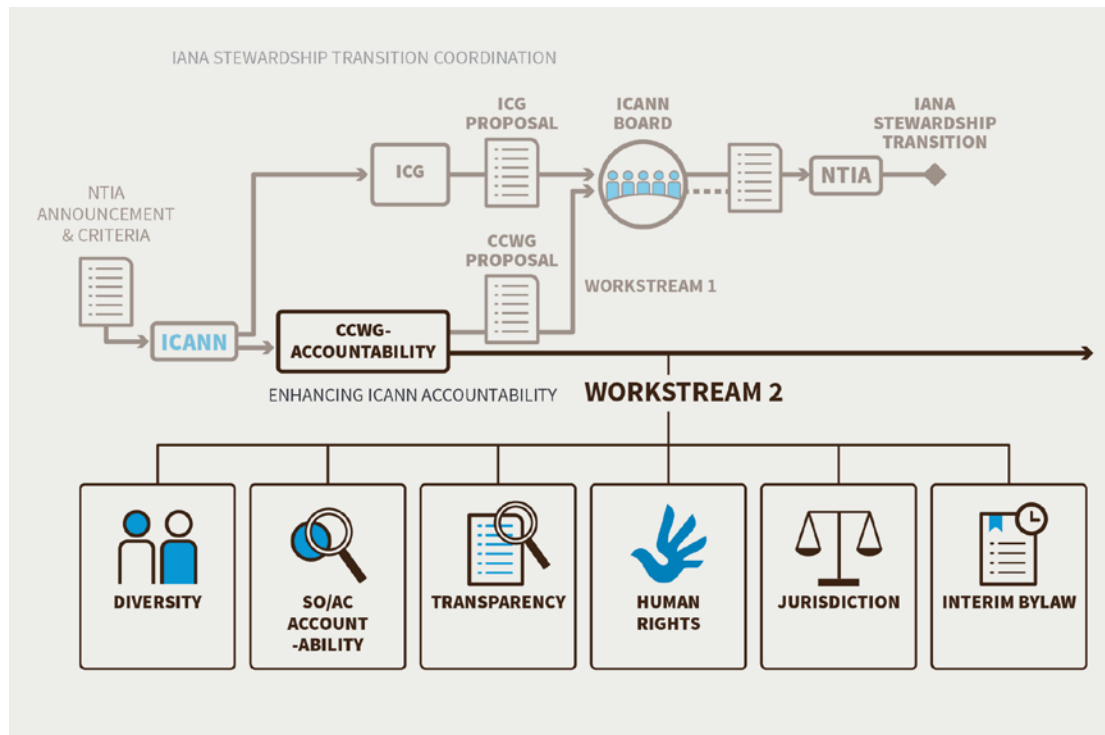 IANA STEWARDSHIP TRANSITION COORDINATION
ICG
PROPOSAL
ICANN
BOARD
IANA
STEWARDSHIP
TRANSITION
ICG
NTIA
NTIA
ANNOUNCEMENT
& CRITERIA
CCWG
PROPOSAL
WORKSTREAM 1
ICANN
CCWG-
ACCOUNTABILITY
ENHANCING ICANN ACCOUNTABILITY
WORKSTREAM 2
DIVERSITY
SO/AC
ACCOUNT
-ABILITY
TRANSPARENCY
HUMAN
RIGHTS
JURISDICTION
INTERIM BYLAW